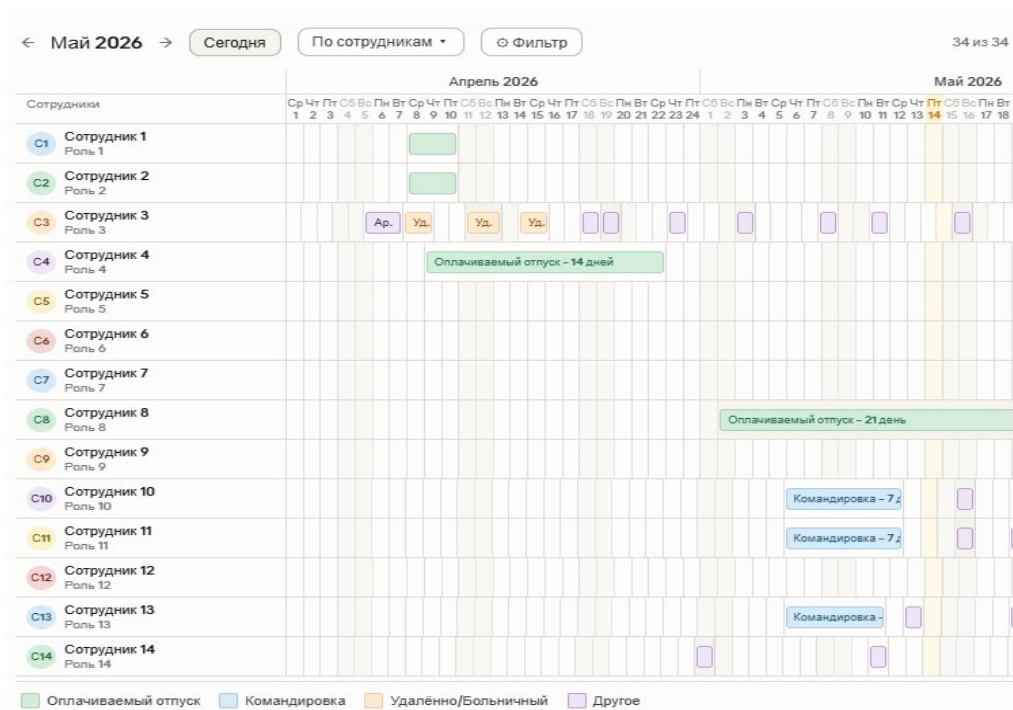 ← Май 2026 → Сегодня По сотрудникам Фильтр 34 из 34
Апрель 2026 Май 2026
Сотрудники
Ср Чт Пт Сб Вс Пн Вт Ср Чт Пт Сб Вс Пн Вт Ср Чт Пт Сб Вс Пн Вт Ср Чт Пт Сб Вс Пн Вт Ср Чт Пт Сб Вс Пн Вт Ср Чт Пт Сб Вс Пн Вт
1 2 3 4 5 6 7 8 9 10 11 12 13 14 15 16 17 18 19 20 21 22 23 24 1 2 3 4 5 6 7 8 9 10 11 12 13 14 15 16 17 18
С1 Сотрудник 1
Роль 1
С2 Сотрудник 2
Роль 2
С3 Сотрудник 3 Ар. Уд. Уд. Уд.
Роль 3
С4 Сотрудник 4 Оплачиваемый отпуск – 14 дней
Роль 4
С5 Сотрудник 5
Роль 5
С6 Сотрудник 6
Роль 6
С7 Сотрудник 7
Роль 7
С8 Сотрудник 8 Оплачиваемый отпуск – 21 день
Роль 8
С9 Сотрудник 9
Роль 9
С10 Сотрудник 10 Командировка – 7 д
Роль 10
С11 Сотрудник 11 Командировка – 7 д
Роль 11
С12 Сотрудник 12
Роль 12
С13 Сотрудник 13 Командировка –
Роль 13
С14 Сотрудник 14
Роль 14
Оплачиваемый отпуск Командировка Удалённо/Больничный Другое